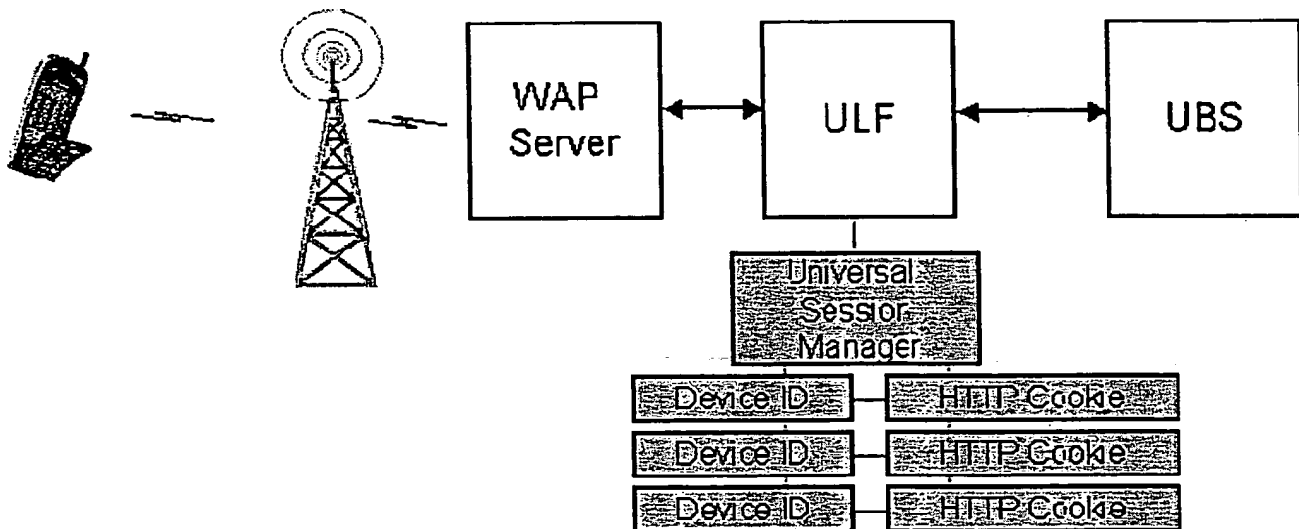 WAP
Server
ULF
UBS
Universal
Session
Manager
Device ID
HTTP Cookie
Device ID
HTTP Cookie
Device ID
HTTP Cookie